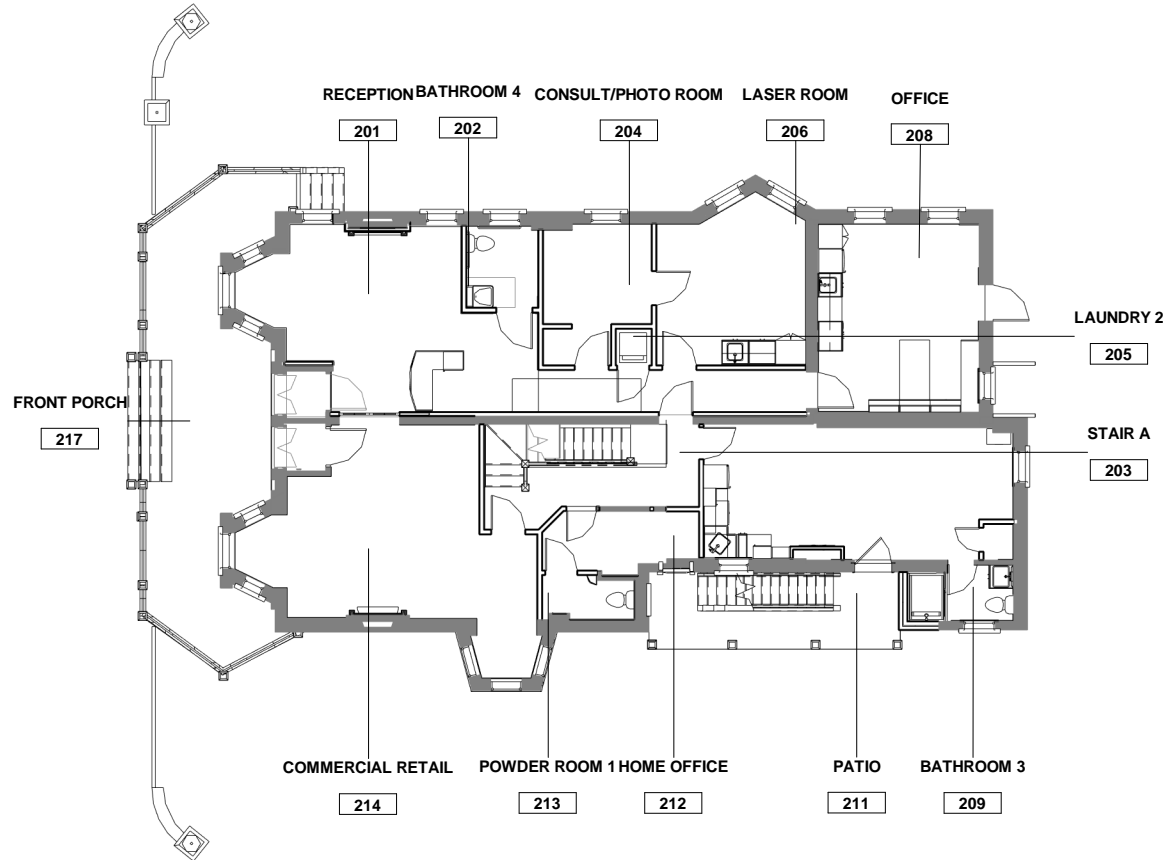 RECEPTION
201
BATHROOM 4
202
CONSULT/PHOTO ROOM
204
LASER ROOM
206
OFFICE
208
LAUNDRY 2
205
FRONT PORCH
217
STAIR A
203
COMMERCIAL RETAIL
214
POWDER ROOM 1
213
HOME OFFICE
212
PATIO
211
BATHROOM 3
209